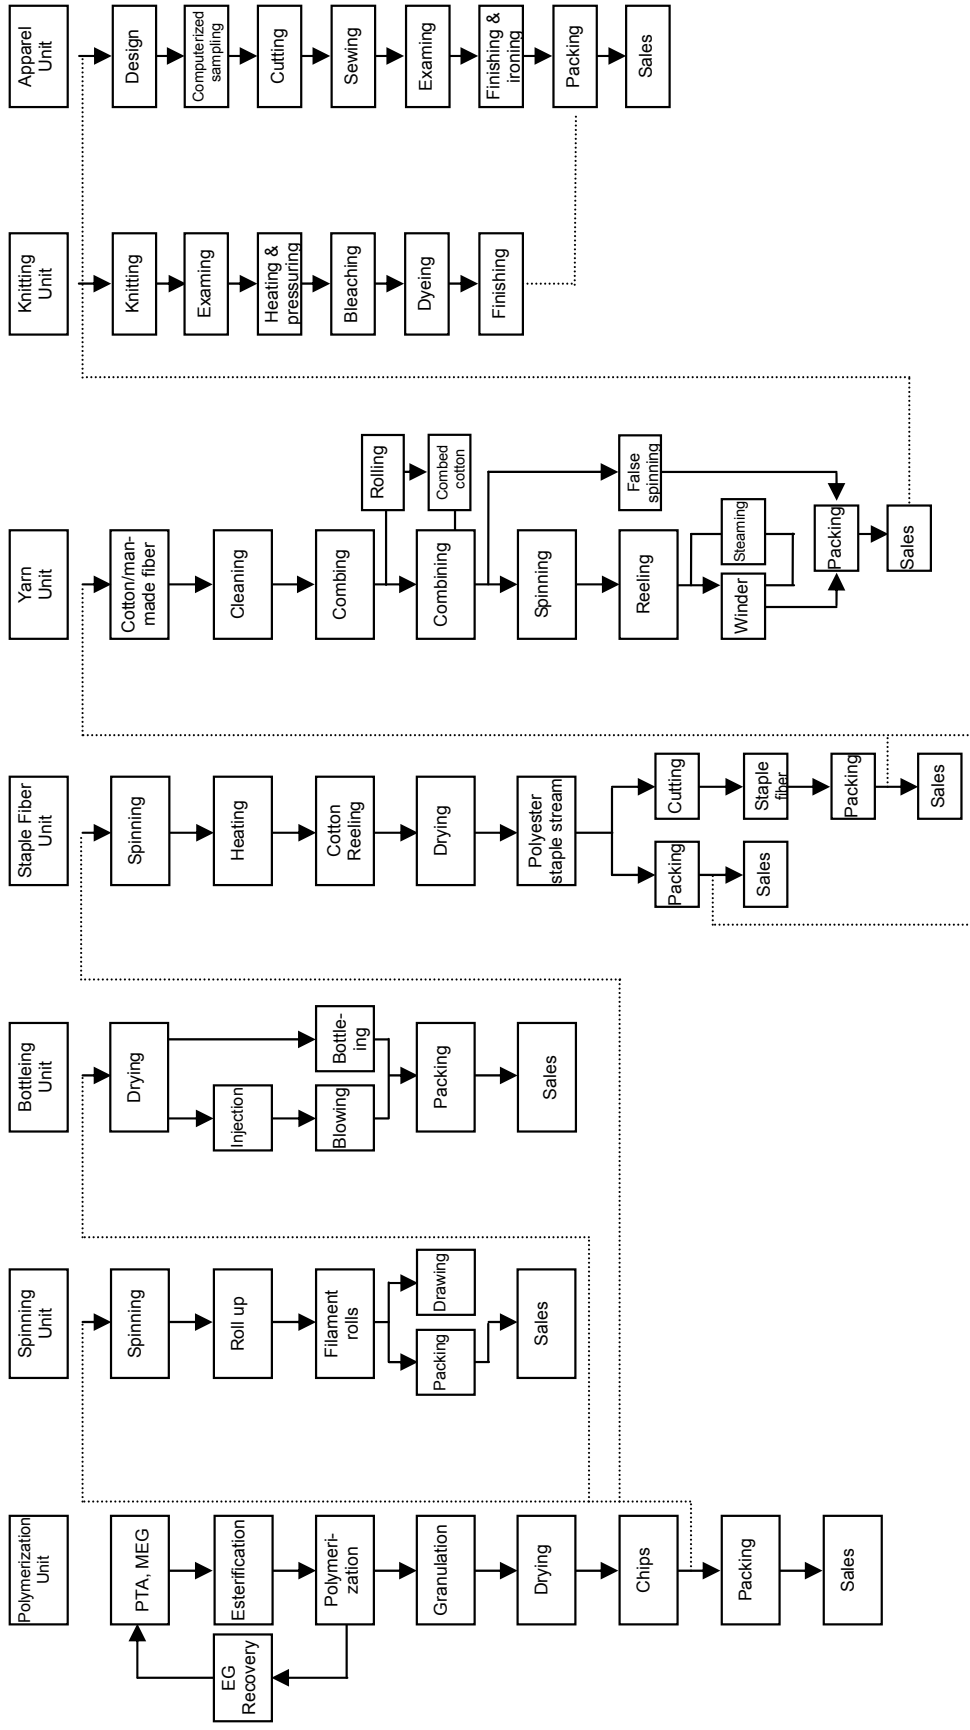 Polymerization
Unit
PTA, MEG
Esterification
Polymeri-
zation
EG
Recovery
Granulation
Drying
Chips
Packing
Sales
Spinning
Unit
Spinning
Roll up
Filament
rolls
Packing
Drawing
Sales
Bottleing
Unit
Drying
Injection
Blowing
Bottle-
ing
Packing
Sales
Staple Fiber
Unit
Spinning
Heating
Cotton
Reeling
Drying
Polyester
staple stream
Packing
Sales
Cutting
Staple
fiber
Packing
Sales
Yarn
Unit
Cotton/man-
made fiber
Cleaning
Combing
Rolling
Combed
cotton
Combining
Spinning
False
spinning
Reeling
Winder
Steaming
Packing
Sales
Knitting
Unit
Knitting
Examing
Heating &
pressuring
Bleaching
Dyeing
Finishing
Apparel
Unit
Design
Computerized
sampling
Cutting
Sewing
Examing
Finishing &
ironing
Packing
Sales